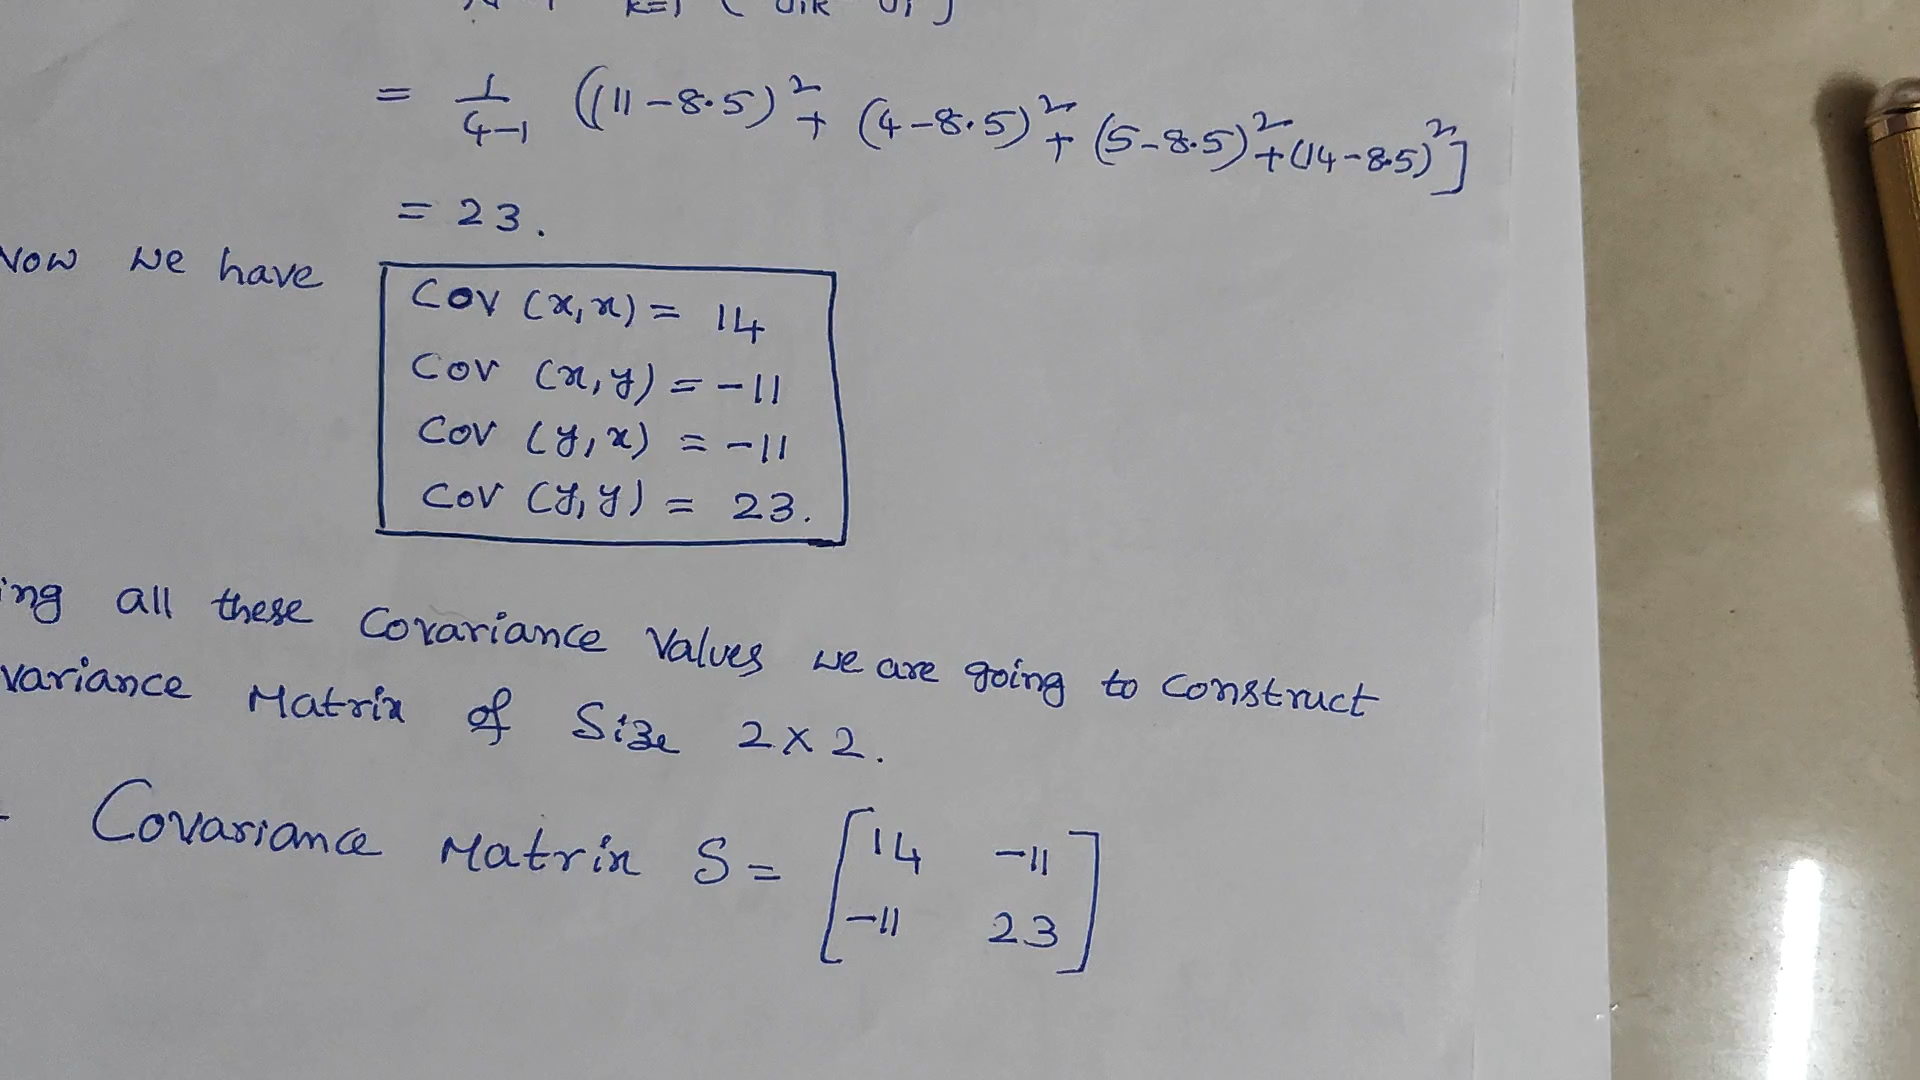 = 1/4-1 ((11-8.5)² + (4-8.5)² + (5-8.5)² + (14-8.5)²]
= 23.
Now we have
Cov (x,x) = 14
Cov (x,y) = -11
Cov (y,x) = -11
Cov (y,y) = 23.
ing all these Covariance Values we are going to construct
variance Matrix of Size 2x2.
Covariance Matrix S = [14 -11
-11 23]